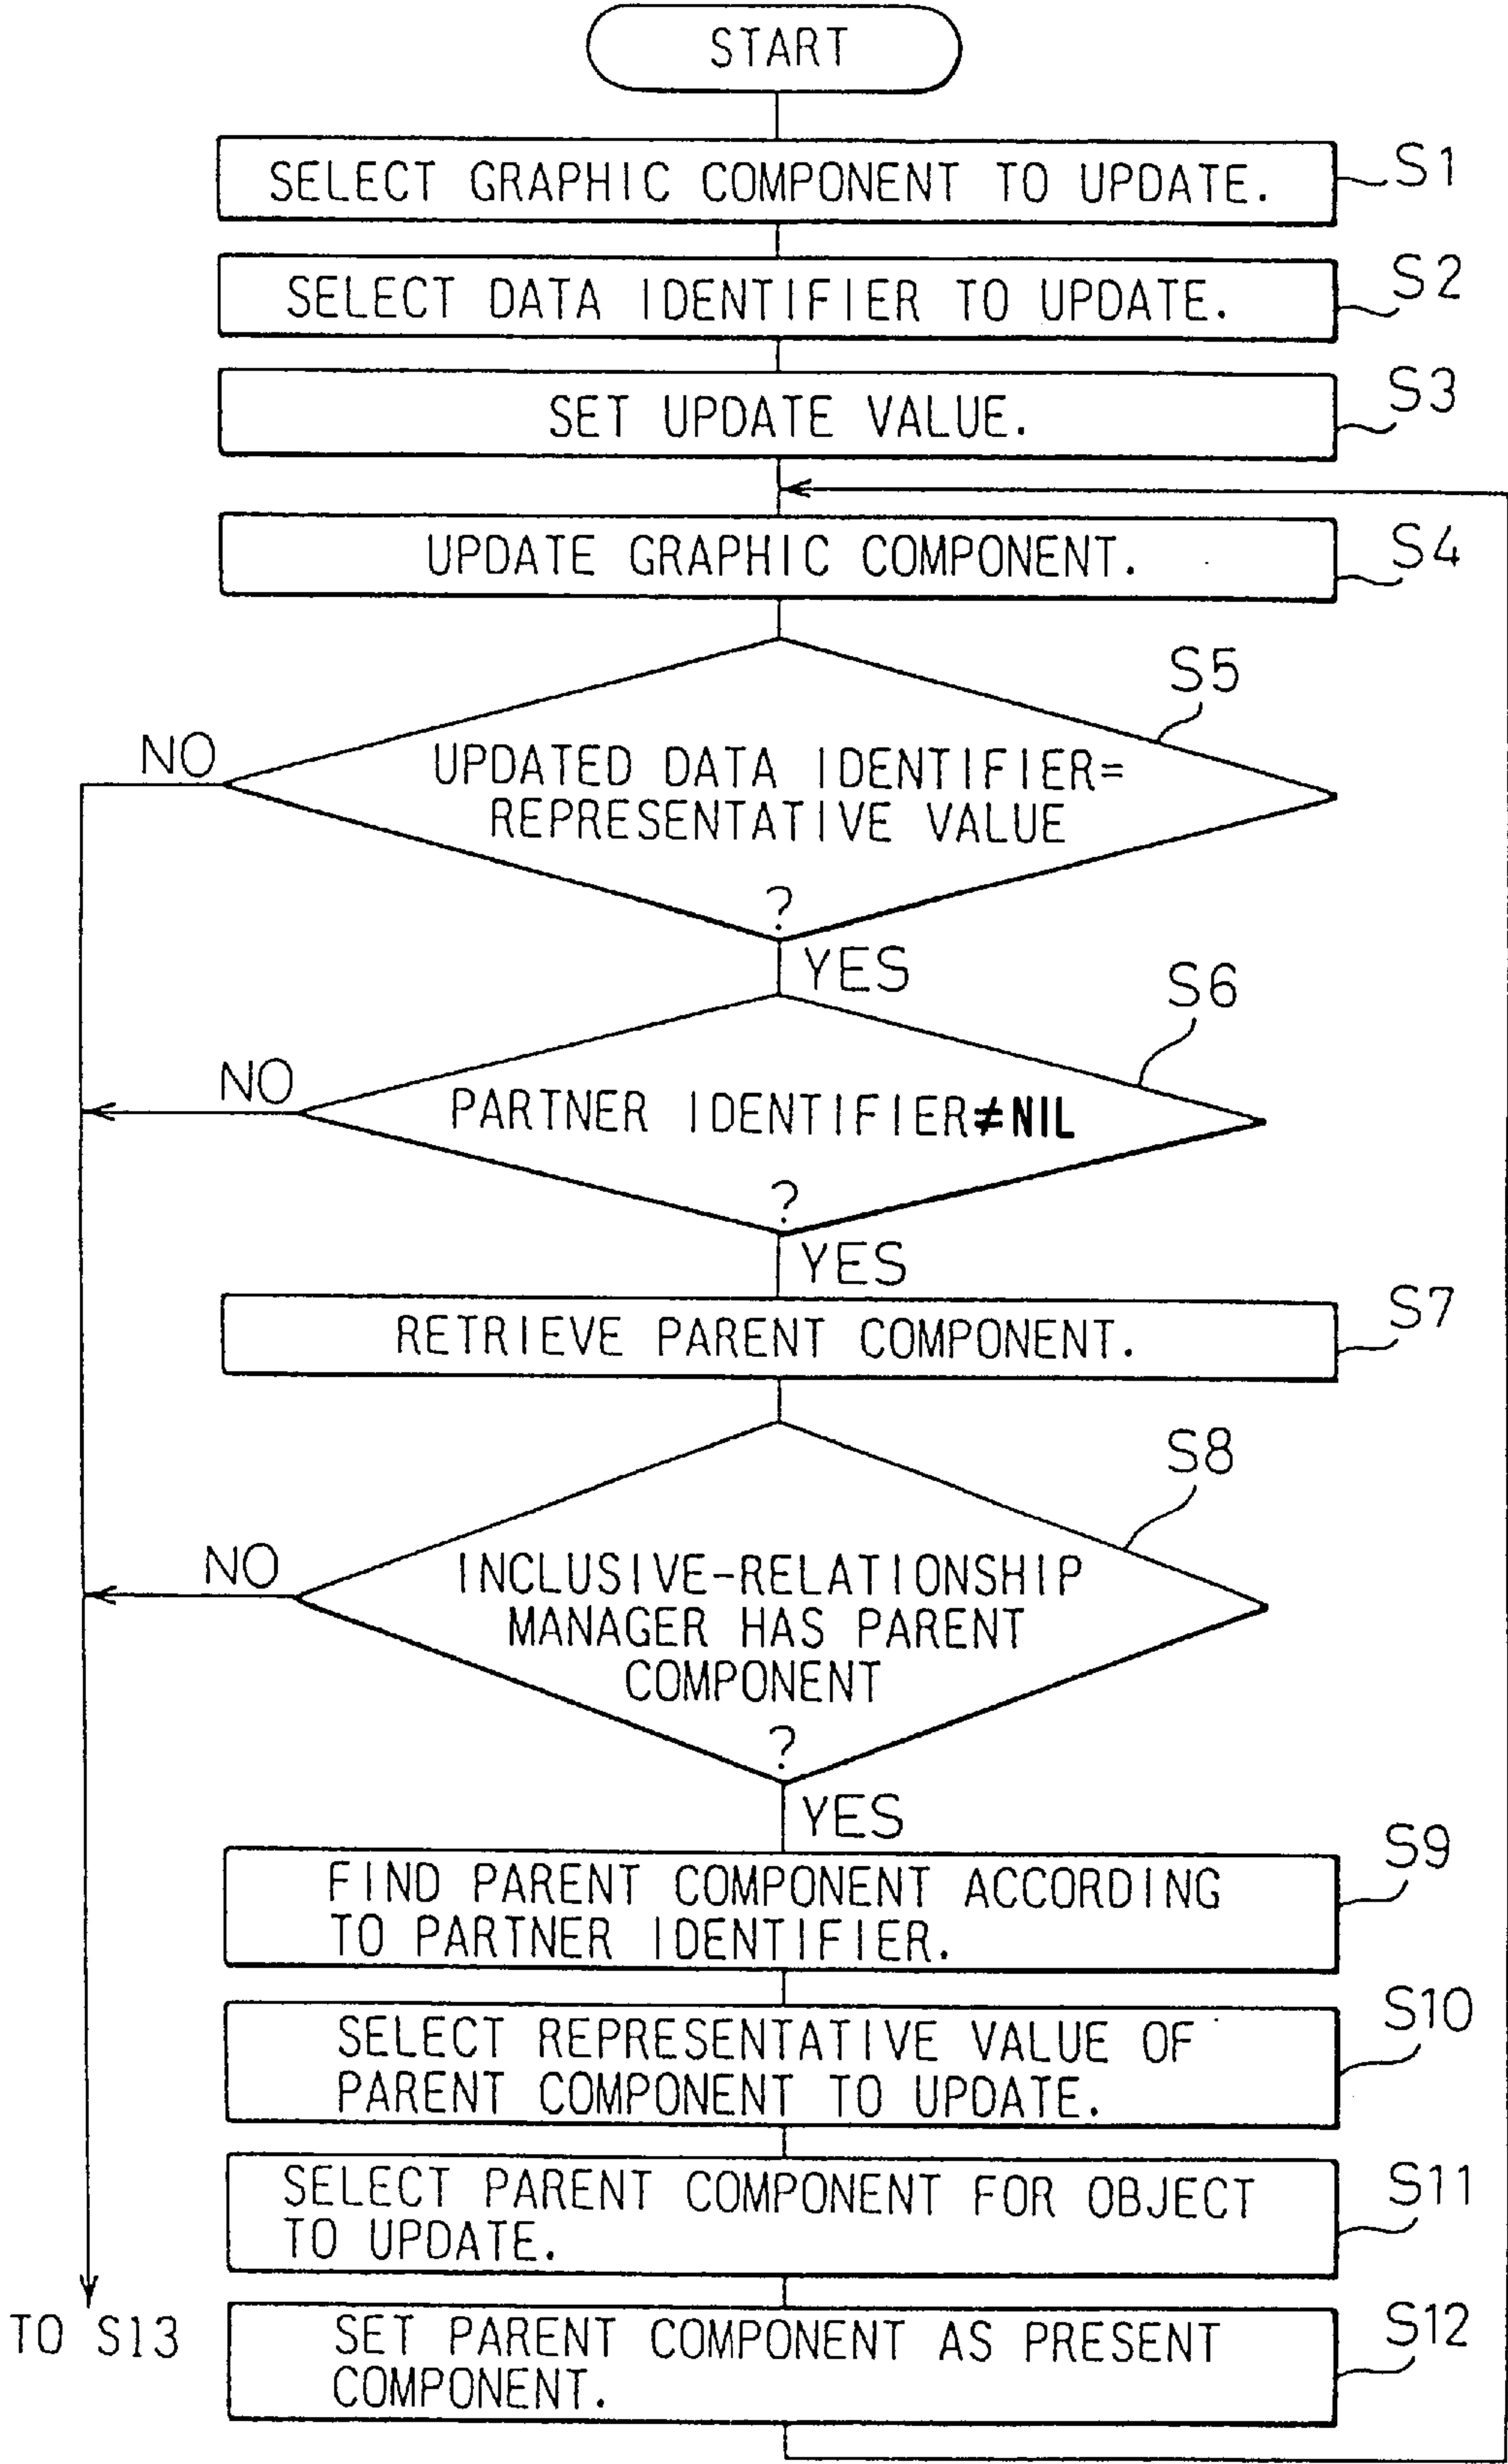 START
SELECT GRAPHIC COMPONENT TO UPDATE.
S1
SELECT DATA IDENTIFIER TO UPDATE.
S2
SET UPDATE VALUE.
S3
UPDATE GRAPHIC COMPONENT.
S4
S5
NO
UPDATED DATA IDENTIFIER=
REPRESENTATIVE VALUE
?
YES
S6
NO
PARTNER IDENTIFIER≠NIL
?
YES
RETRIEVE PARENT COMPONENT.
S7
S8
NO
INCLUSIVE-RELATIONSHIP
MANAGER HAS PARENT
COMPONENT
?
YES
FIND PARENT COMPONENT ACCORDING
TO PARTNER IDENTIFIER.
S9
SELECT REPRESENTATIVE VALUE OF
PARENT COMPONENT TO UPDATE.
S10
SELECT PARENT COMPONENT FOR OBJECT
TO UPDATE.
S11
TO S13
SET PARENT COMPONENT AS PRESENT
COMPONENT.
S12